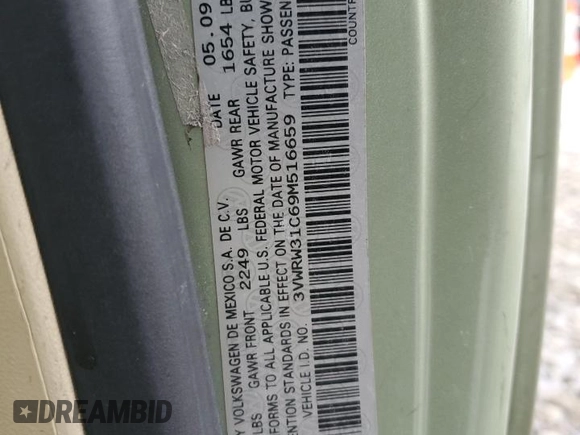 Y VOLKSWAGEN DE MEXICO S.A. DE C.V. DATE 05.09
LBS GAWR FRONT 2249 LBS GAWR REAR 1654 LB
FORMS TO ALL APPLICABLE U.S. FEDERAL MOTOR VEHICLE SAFETY, BU
ENTION STANDARDS IN EFFECT ON THE DATE OF MANUFACTURE SHOW
VEHICLE I.D. NO. 3VWRW31C69M516659 TYPE: PASSEN
COUNTR
DREAMBID